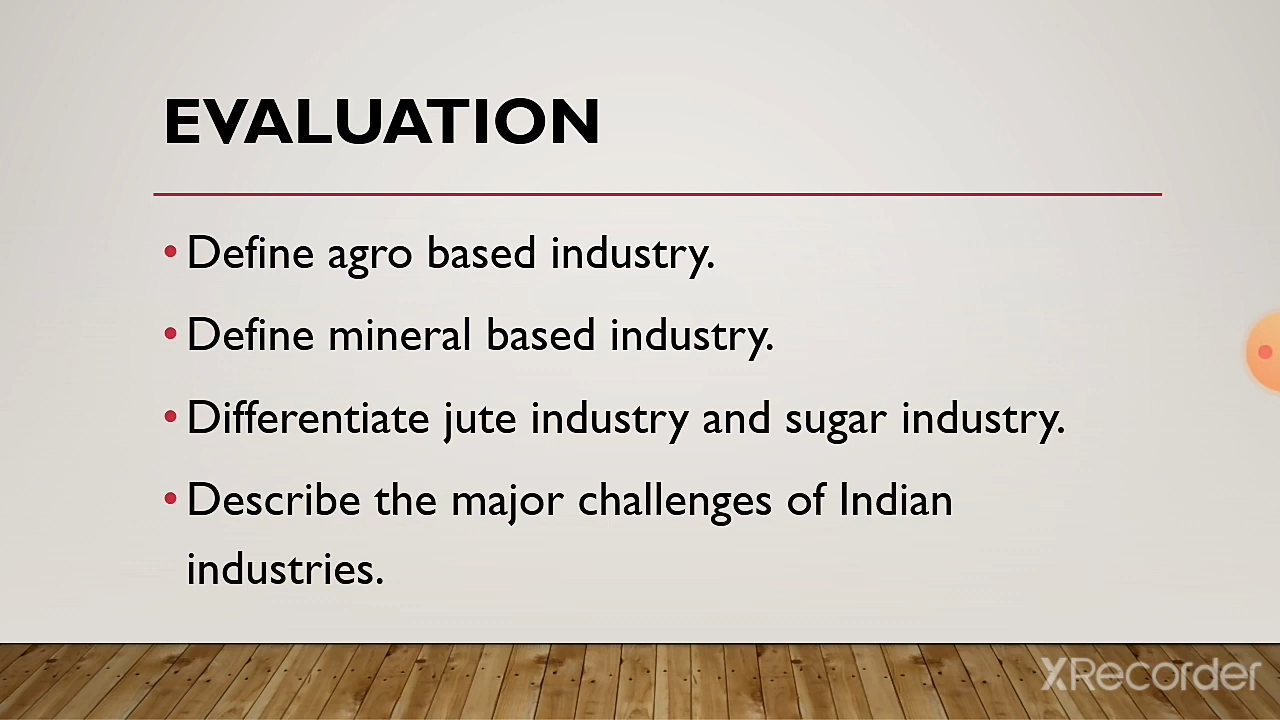 EVALUATION
• Define agro based industry.
• Define mineral based industry.
• Differentiate jute industry and sugar industry.
• Describe the major challenges of Indian
industries.
XRecorder